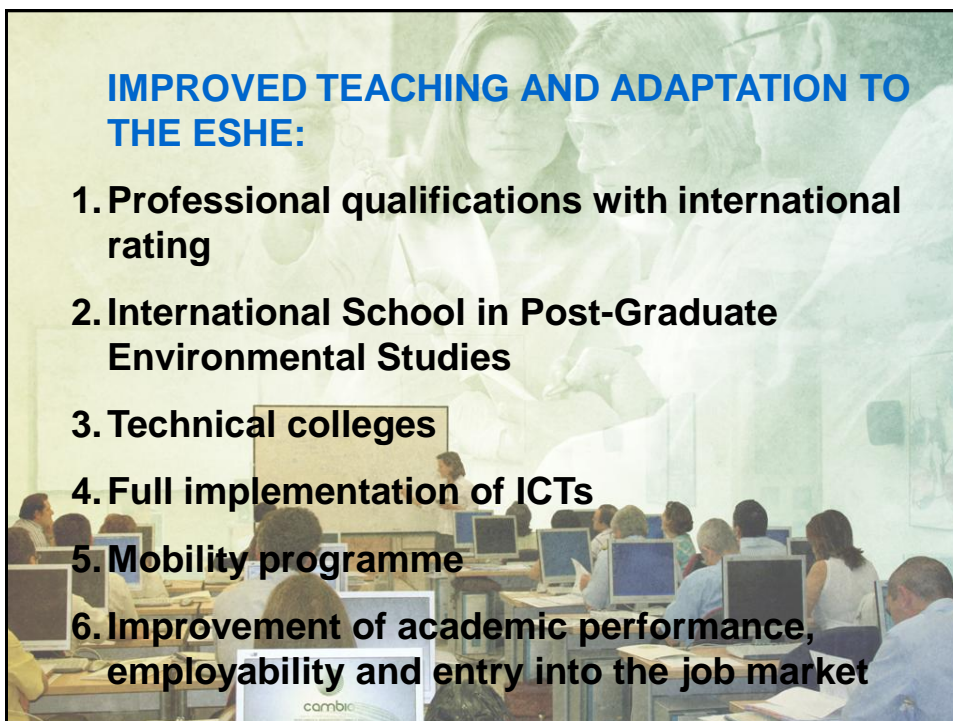 IMPROVED TEACHING AND ADAPTATION TO
THE ESHE:
1. Professional qualifications with international
rating
2. International School in Post-Graduate
Environmental Studies
3. Technical colleges
4. Full implementation of ICTs
5. Mobility programme
6. Improvement of academic performance,
employability and entry into the job market
cambio